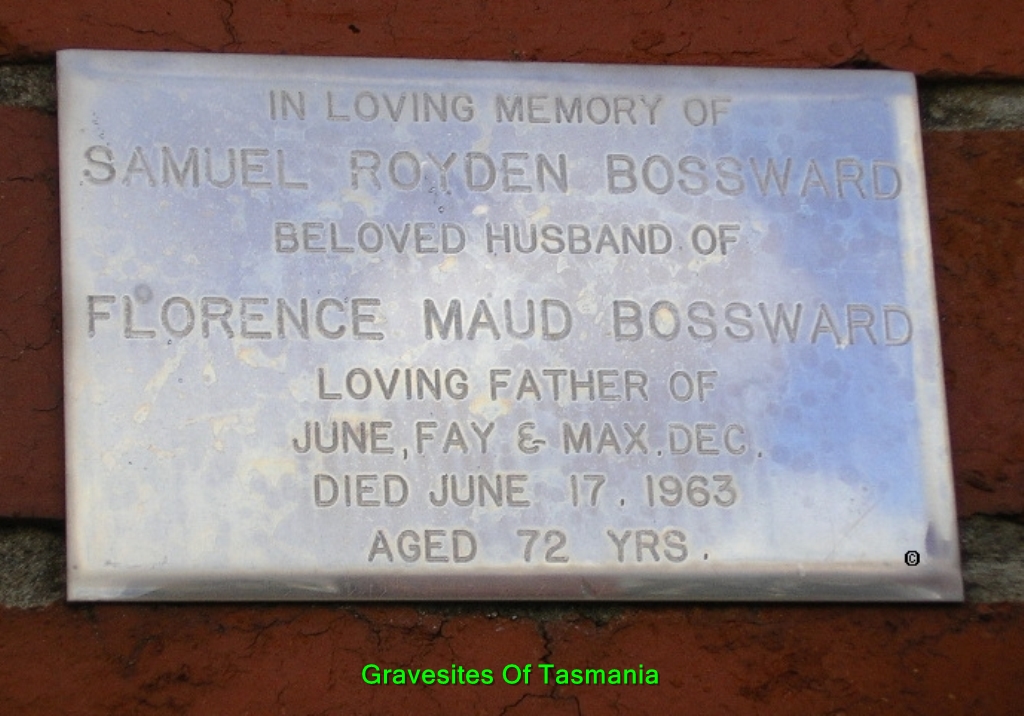 IN LOVING MEMORY OF
SAMUEL ROYDEN BOSSWARD
BELOVED HUSBAND OF
FLORENCE MAUD BOSSWARD
LOVING FATHER OF
JUNE, FAY & MAX. DEC.
DIED JUNE 17. 1963
AGED 72 YRS.
©
Gravesites Of Tasmania